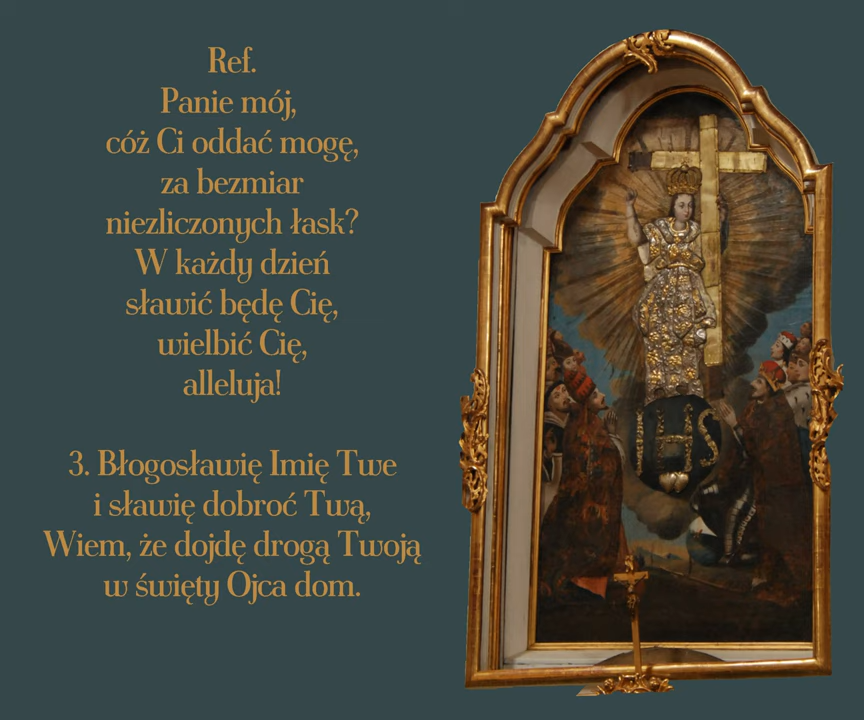 Ref.
Panie mój,
cóż Ci oddać mogę,
za bezmiar
niezliczonych łask?
W każdy dzień
sławić będę Cię,
wielbić Cię,
alleluja!
3. Błogosławię Imię Twe
i sławię dobroć Twą,
Wiem, że dojdę drogą Twoją
w święty Ojca dom.
IHS